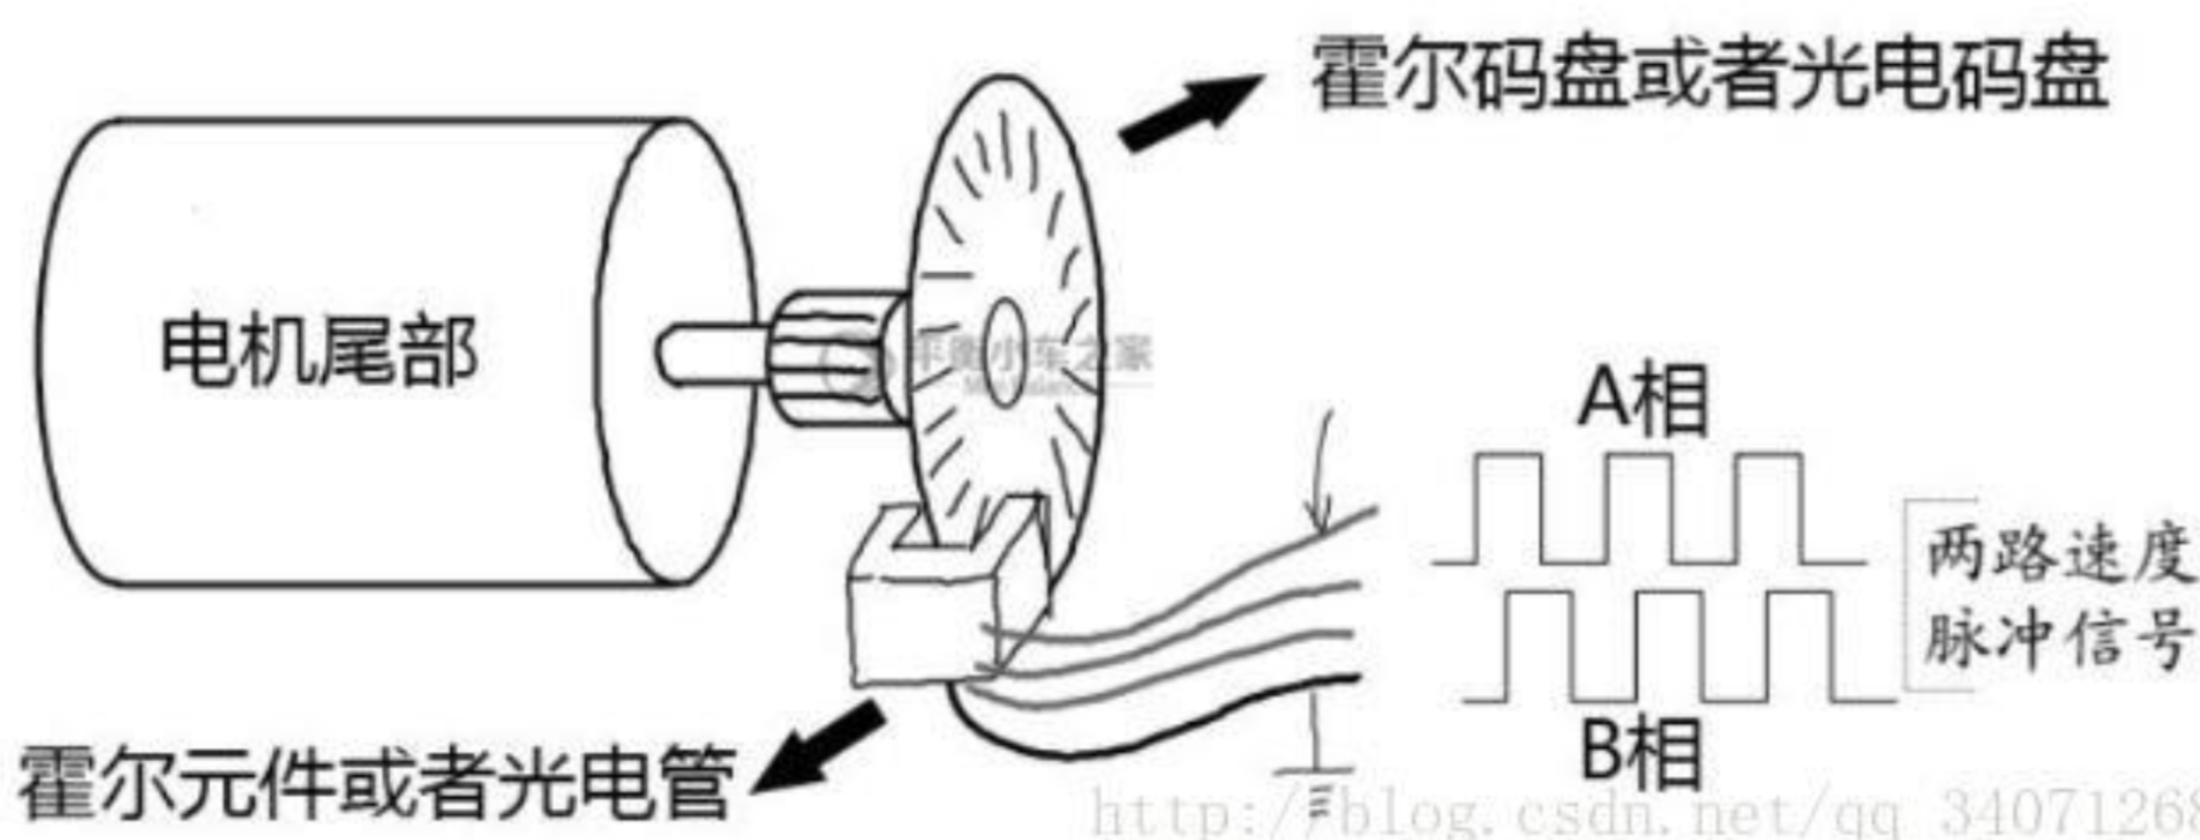 霍尔码盘或者光电码盘
电机尾部
平衡小车之家
A相
两路速度
脉冲信号
B相
霍尔元件或者光电管
http://blog.csdn.net/qq_34071268